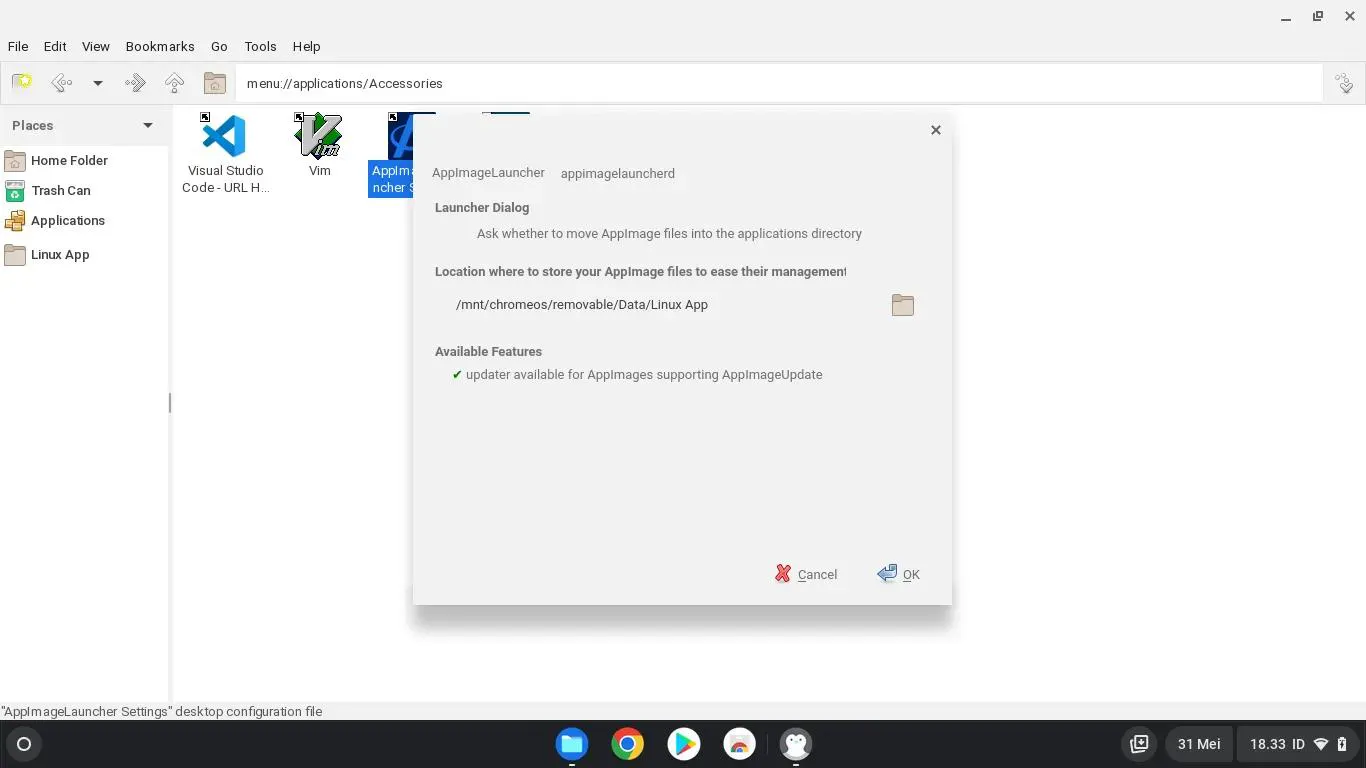 File Edit View Bookmarks Go Tools Help
menu://applications/Accessories
Places
Home Folder
Trash Can
Applications
Linux App
Visual Studio
Code - URL H...
Vim
AppIma
ncher S
AppImageLauncher appimagelauncherd
Launcher Dialog
Ask whether to move AppImage files into the applications directory
Location where to store your AppImage files to ease their management
/mnt/chromeos/removable/Data/Linux App
Available Features
✔ updater available for AppImages supporting AppImageUpdate
Cancel OK
"AppImageLauncher Settings" desktop configuration file
31 Mei 18.33 ID